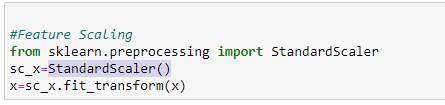 #Feature Scaling
from sklearn.preprocessing import StandardScaler
sc_x=StandardScaler()
x=sc_x.fit_transform(x)